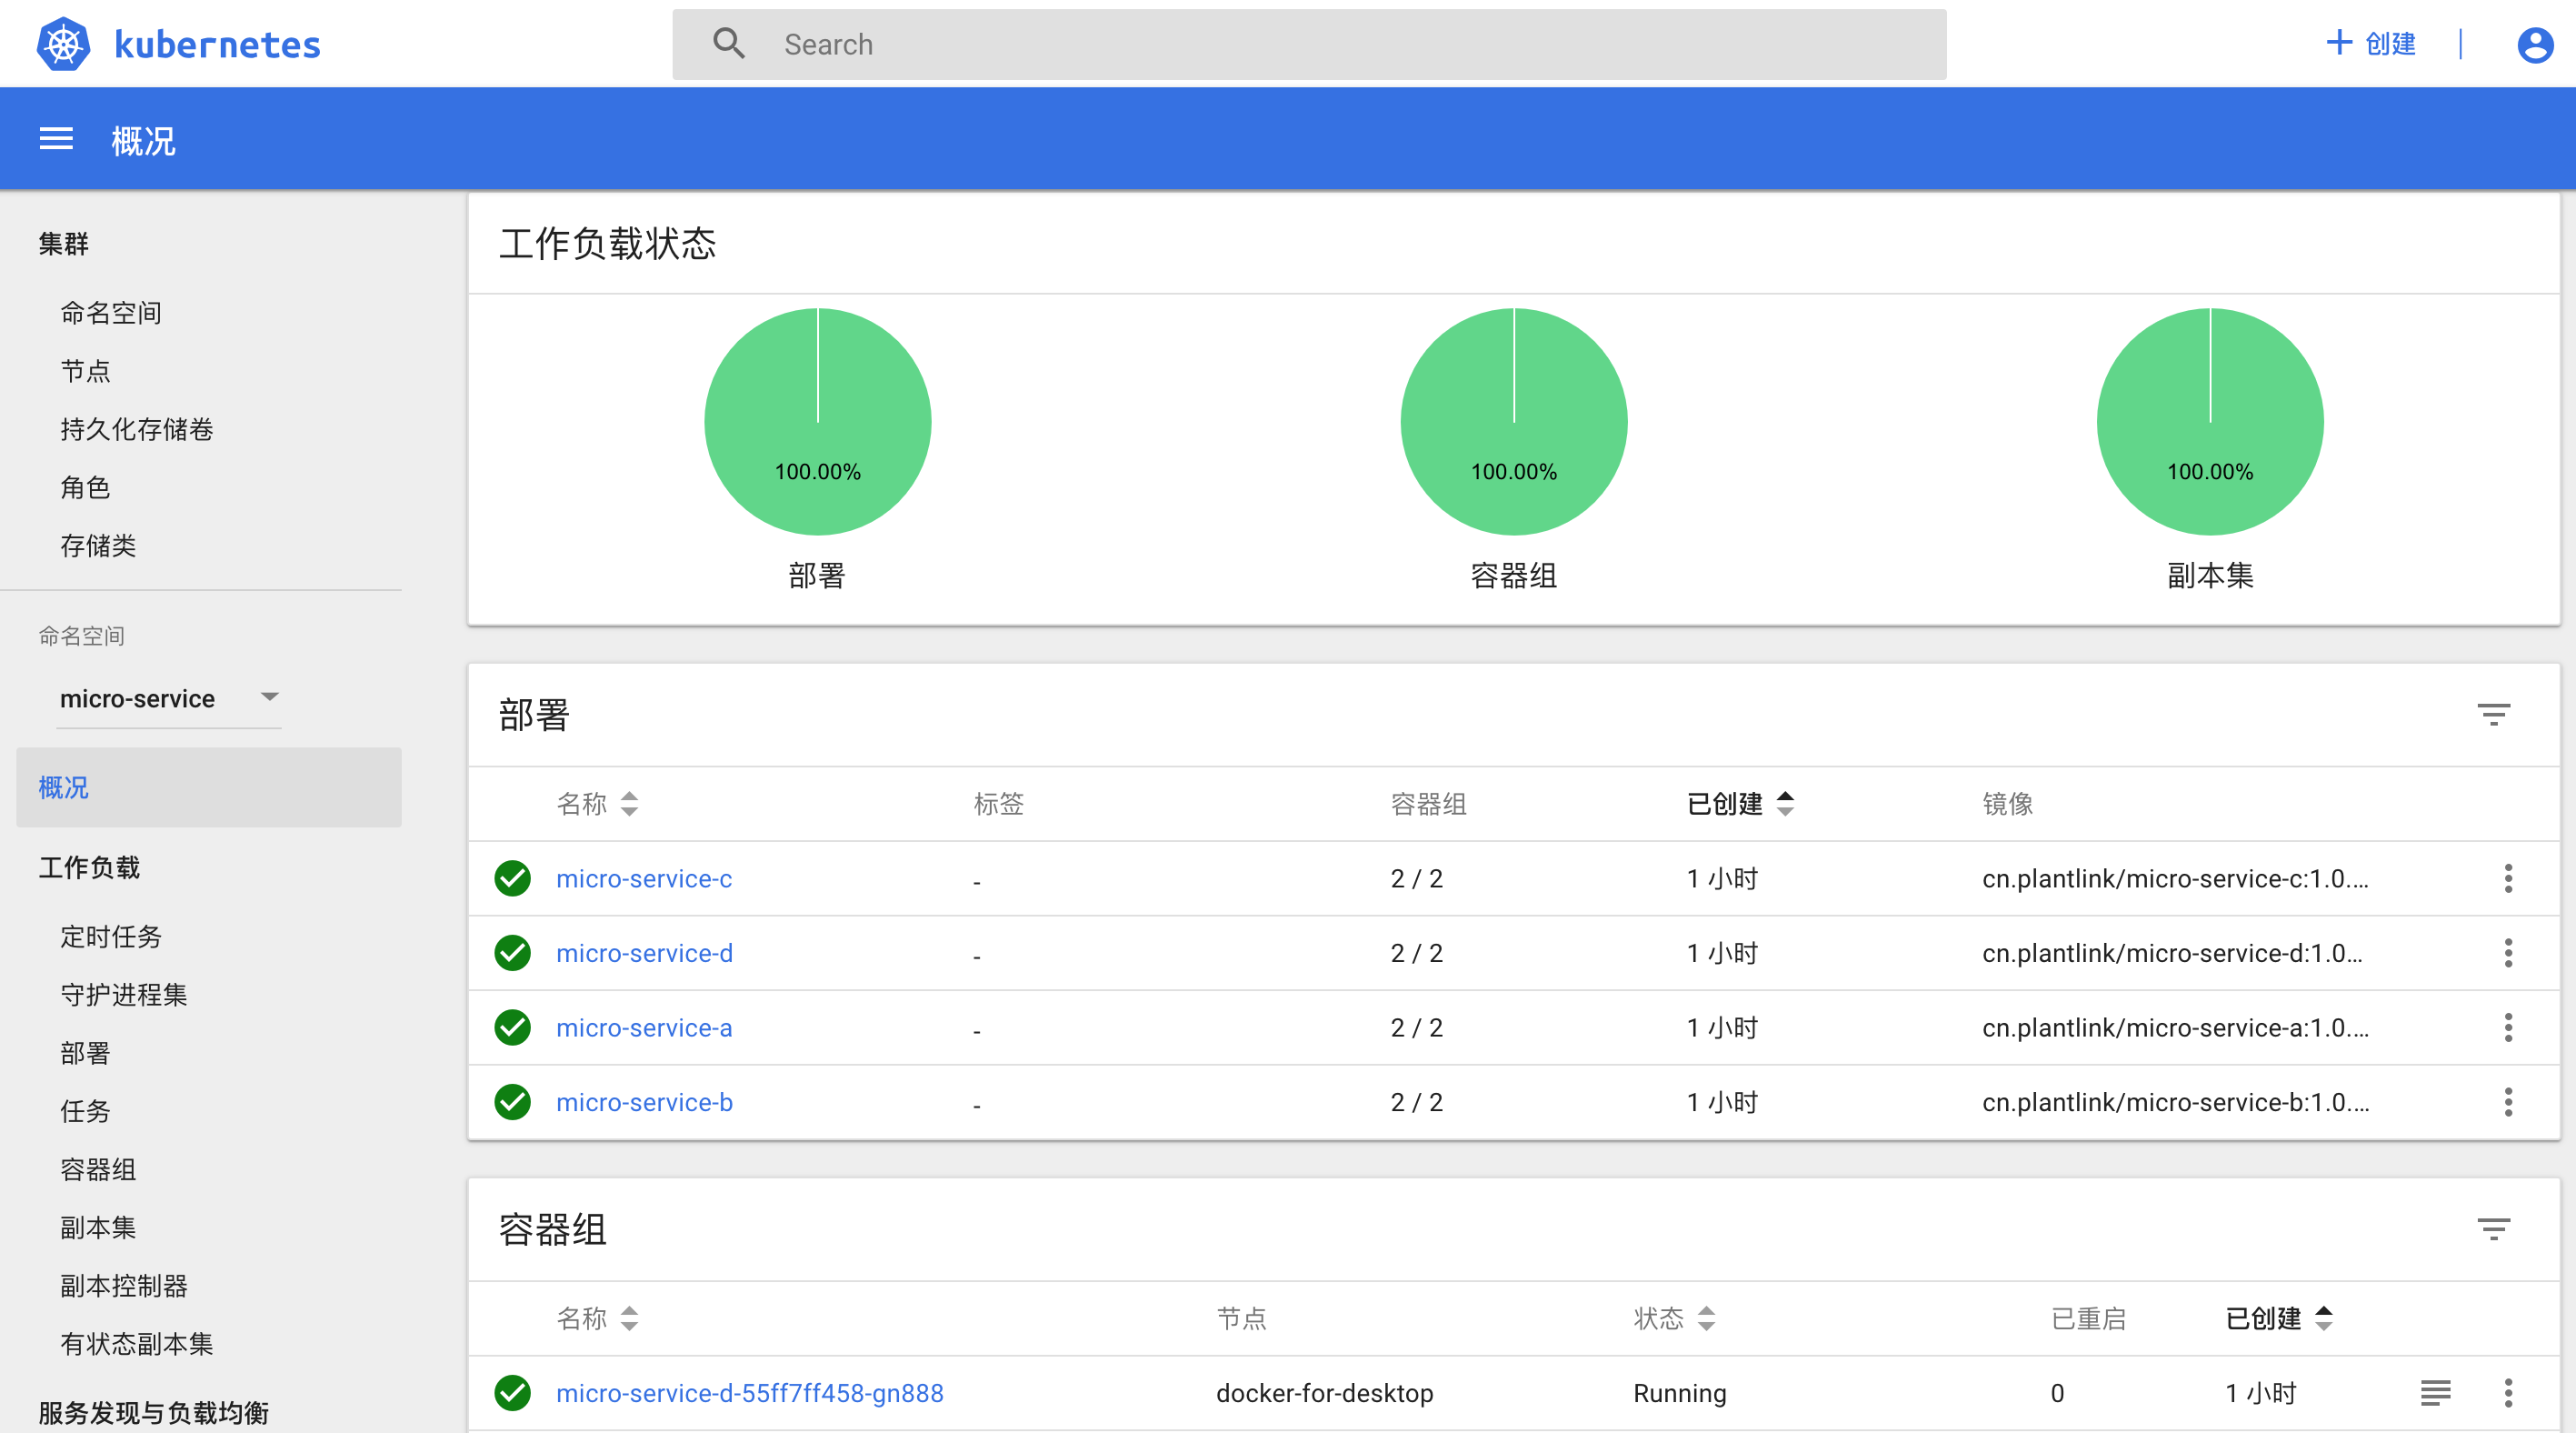 kubernetes
Search
创建
概况
集群
命名空间
节点
持久化存储卷
角色
存储类
命名空间
micro-service
概况
工作负载
定时任务
守护进程集
部署
任务
容器组
副本集
副本控制器
有状态副本集
服务发现与负载均衡
工作负载状态
100.00% 100.00% 100.00%
部署 容器组 副本集
部署
名称 标签 容器组 已创建 镜像
micro-service-c - 2 / 2 1 小时 cn.plantlink/micro-service-c:1.0.…
micro-service-d - 2 / 2 1 小时 cn.plantlink/micro-service-d:1.0…
micro-service-a - 2 / 2 1 小时 cn.plantlink/micro-service-a:1.0.…
micro-service-b - 2 / 2 1 小时 cn.plantlink/micro-service-b:1.0.…
容器组
名称 节点 状态 已重启 已创建
micro-service-d-55ff7ff458-gn888 docker-for-desktop Running 0 1 小时